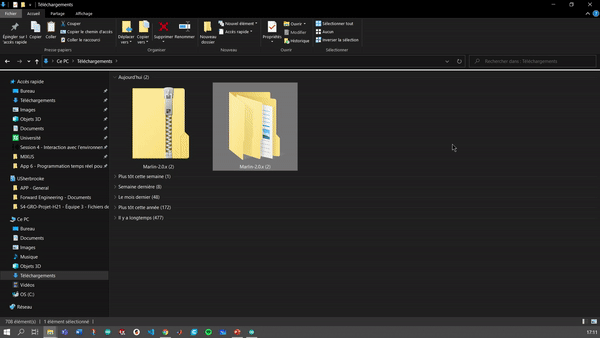 Téléchargements
Fichier Accueil Partage Affichage
Épingler sur l'accès rapide Copier Coller Couper Copier le chemin d'accès Coller le raccourci
Déplacer vers Copier vers Supprimer Renommer Nouveau dossier Nouvel élément Accès rapide
Propriétés Ouvrir Modifier Historique Sélectionner tout Aucun Inverser la sélection
Presse-papiers Organiser Nouveau Ouvrir Sélectionner
Ce PC > Téléchargements >
Rechercher dans : Téléchargements
Accès rapide
Bureau
Téléchargements
Images
Objets 3D
Documents
Université
Session 4 - Interaction avec l'environnem
App 6 - Programmation temps réel pour
USherbrooke
APP - General
Forward Engineering - Documents
S4-GRO-Projet-H21 - Équipe 3 - Fichiers de
Ce PC
Bureau
Documents
Images
Musique
Objets 3D
Téléchargements
Vidéos
OS (C:)
Réseau
Aujourd'hui (2)
Marlin-2.0.x (2)
Marlin-2.0.x (2)
Plus tôt cette semaine (1)
Semaine dernière (8)
Le mois dernier (48)
Plus tôt cette année (172)
Il y a longtemps (477)
708 élément(s) 1 élément sélectionné
17:11